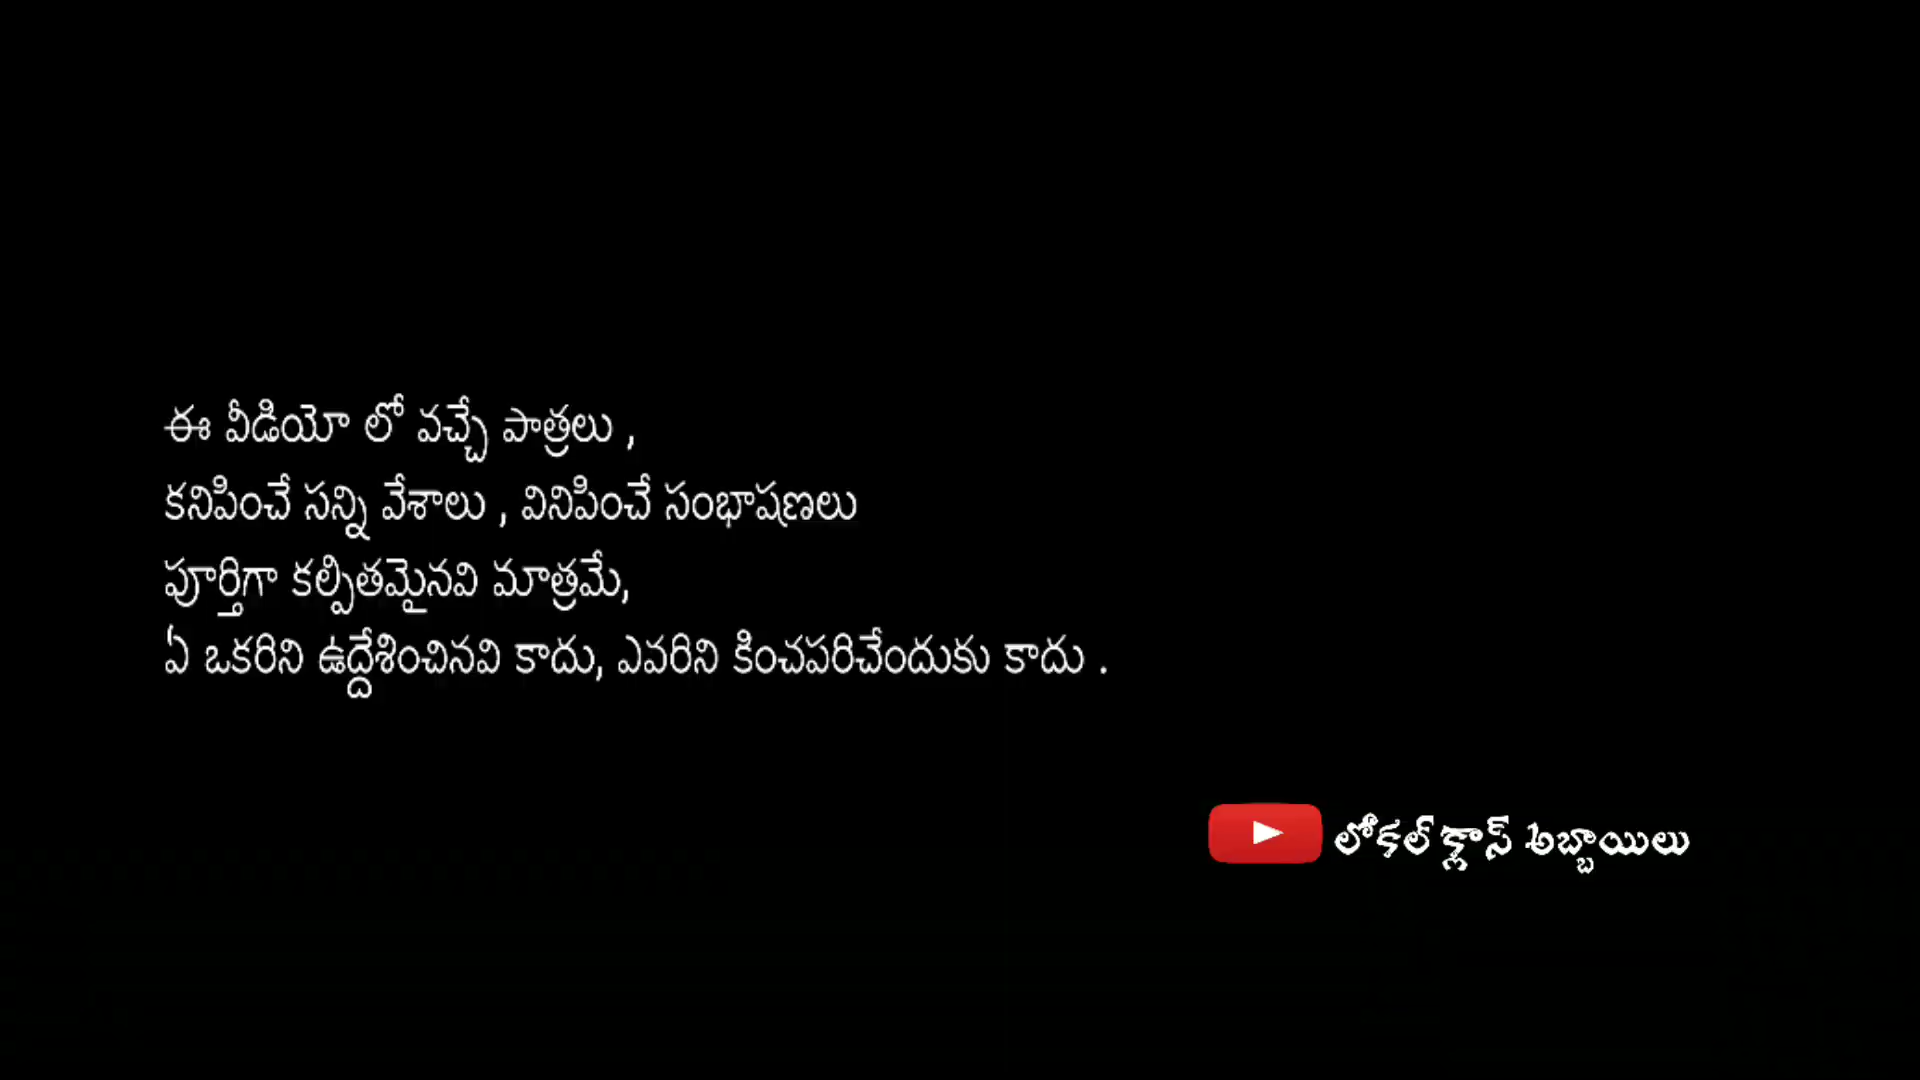 ఈ వీడియో లో వచ్చే పాత్రలు ,
కనిపించే సన్ని వేశాలు , వినిపించే సంభాషణలు
పూర్తిగా కల్పితమైనవి మాత్రమే,
ఏ ఒకరిని ఉద్దేశించినవి కాదు, ఎవరిని కించపరిచేందుకు కాదు .
లోకల్ క్లాస్ అబ్బాయిలు